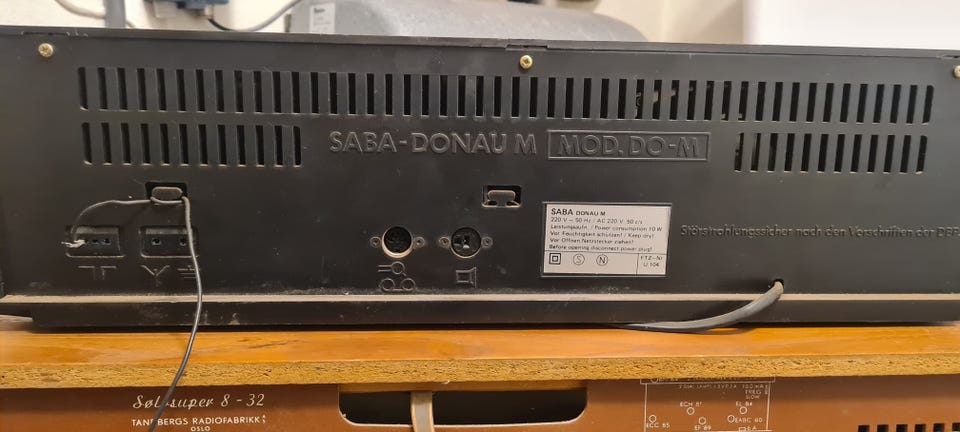 SABA-DONAU M MOD. DO-M
SABA DONAU M
220 V ~ 50 Hz / AC 220 V. 50 c/s
Leistungsaufn. / Power consumption 10 W
Vor Feuchtigkeit schützen! / Keep dry!
Vor Öffnen Netzstecker ziehen!
Before opening disconnect power plug!
S N
FTZ-Nr
U 104
Störstrahlungssicher nach den Vorschriften der DBP
Sølvsuper 8 - 32
TANDBERGS RADIOFABRIKK A/S
OSLO
ECH 81
EL 84
ECC 85
EF 89
EABC 80